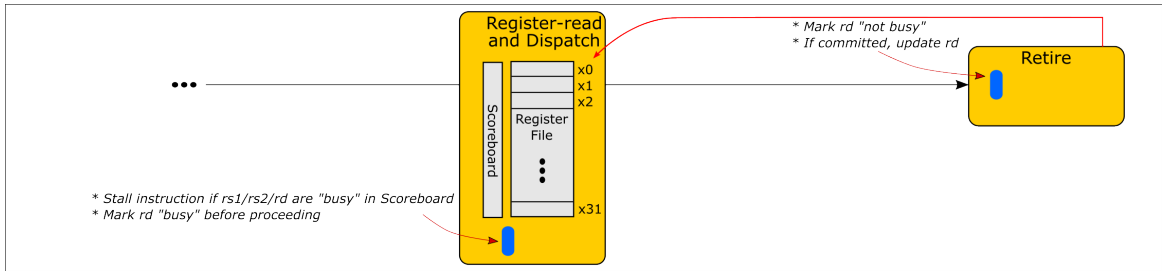 Register-read
and Dispatch
* Mark rd "not busy"
* If committed, update rd
Retire
x0
x1
x2
Scoreboard
Register
File
x31
* Stall instruction if rs1/rs2/rd are "busy" in Scoreboard
* Mark rd "busy" before proceeding